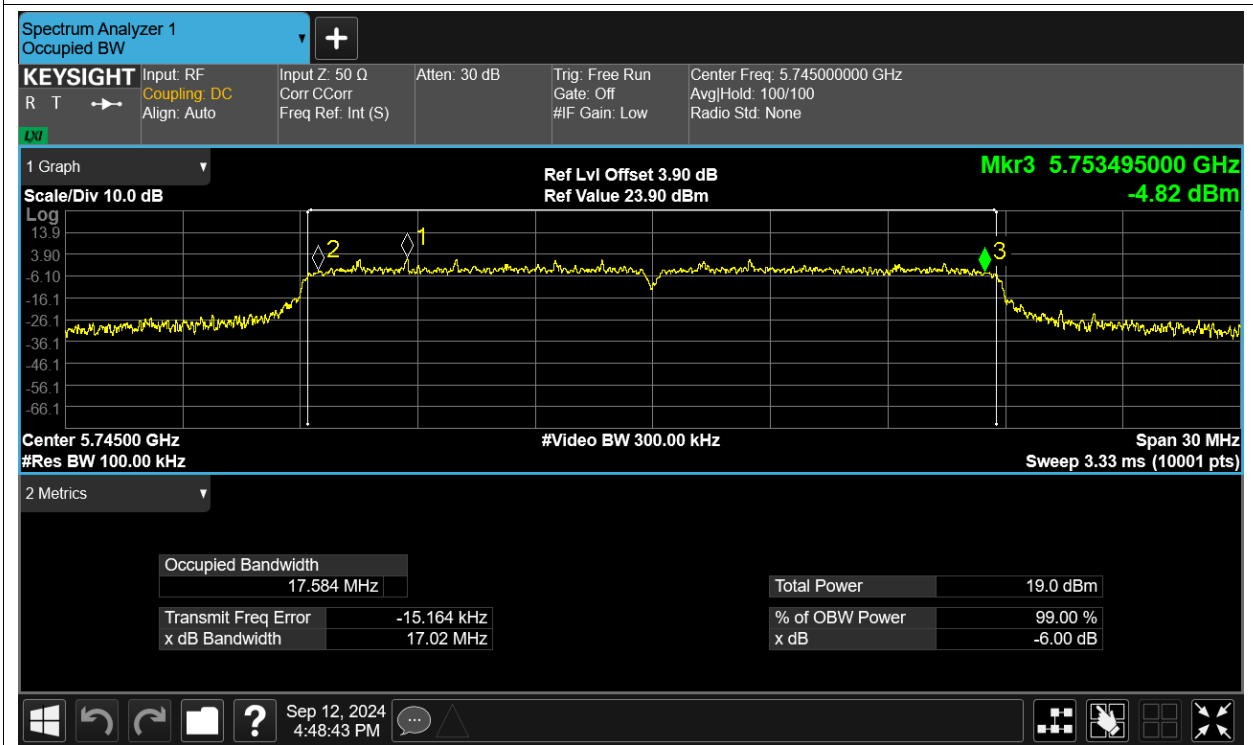 Spectrum Analyzer 1
Occupied BW
KEYSIGHT
R T
LXI
Input: RF
Coupling: DC
Align: Auto
Input Z: 50 Ω
Corr CCorr
Freq Ref: Int (S)
Atten: 30 dB
Trig: Free Run
Gate: Off
#IF Gain: Low
Center Freq: 5.745000000 GHz
Avg|Hold: 100/100
Radio Std: None
1 Graph
Scale/Div 10.0 dB
Ref Lvl Offset 3.90 dB
Ref Value 23.90 dBm
Mkr3 5.753495000 GHz
-4.82 dBm
Log
13.9
3.90
-6.10
-16.1
-26.1
-36.1
-46.1
-56.1
-66.1
2
1
3
Center 5.74500 GHz
#Res BW 100.00 kHz
#Video BW 300.00 kHz
Span 30 MHz
Sweep 3.33 ms (10001 pts)
2 Metrics
Occupied Bandwidth
17.584 MHz
Transmit Freq Error -15.164 kHz
x dB Bandwidth 17.02 MHz
Total Power 19.0 dBm
% of OBW Power 99.00 %
x dB -6.00 dB
Sep 12, 2024
4:48:43 PM